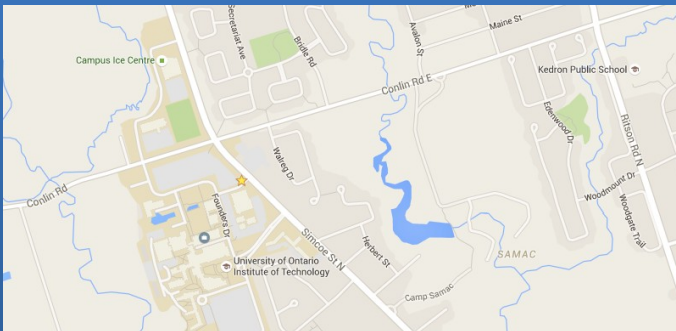 Secretariat Ave
Bridle Rd
Avalon St
Maine St
Campus Ice Centre
Conlin Rd E
Kedron Public School
Edenwood Dr
Ritson Rd N
Walreg Dr
Conlin Rd
Founders Dr
Woodmount Dr
Woodgate Trail
Simcoe St N
Herbert St
SAMAC
University of Ontario
Institute of Technology
Camp Samac